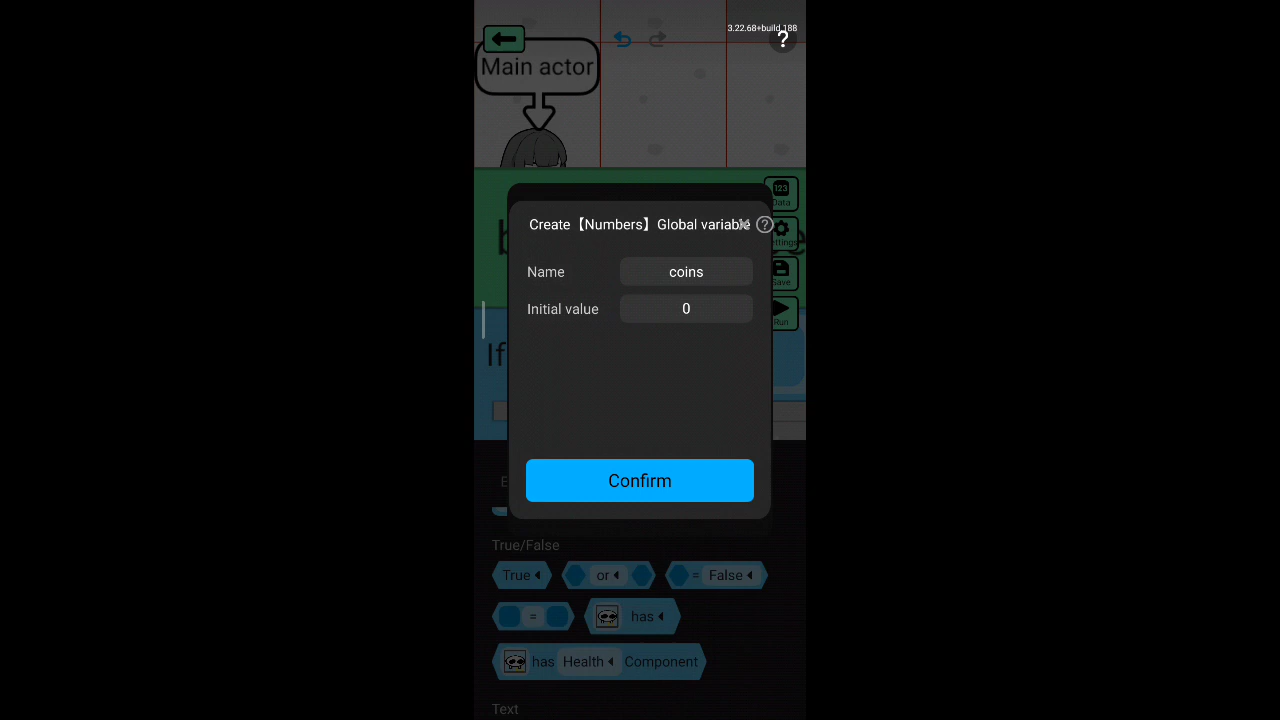 3.22.68+build.188
?
Main actor
123
Data
Create【Numbers】Global variable
?
Name
coins
Initial value
0
Save
Run
If
Confirm
True/False
True
or
= False
=
has
has Health Component
Text